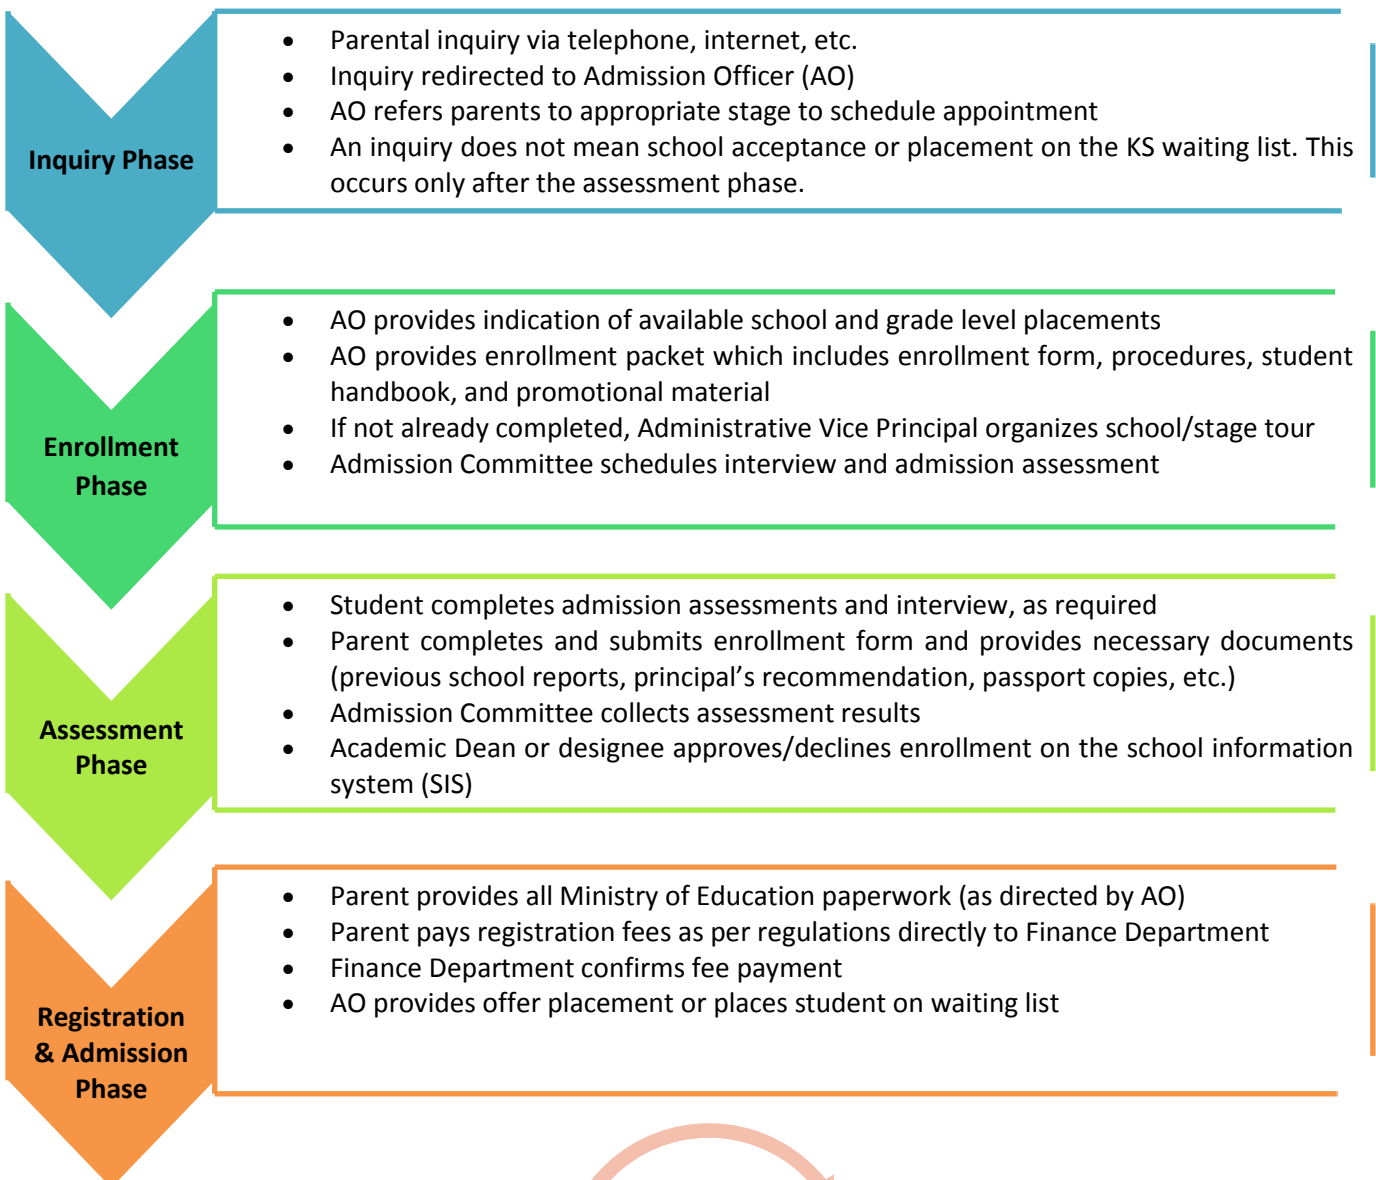 Inquiry Phase
• Parental inquiry via telephone, internet, etc.
• Inquiry redirected to Admission Officer (AO)
• AO refers parents to appropriate stage to schedule appointment
• An inquiry does not mean school acceptance or placement on the KS waiting list. This
occurs only after the assessment phase.
Enrollment
Phase
• AO provides indication of available school and grade level placements
• AO provides enrollment packet which includes enrollment form, procedures, student
handbook, and promotional material
• If not already completed, Administrative Vice Principal organizes school/stage tour
• Admission Committee schedules interview and admission assessment
Assessment
Phase
• Student completes admission assessments and interview, as required
• Parent completes and submits enrollment form and provides necessary documents
(previous school reports, principal’s recommendation, passport copies, etc.)
• Admission Committee collects assessment results
• Academic Dean or designee approves/declines enrollment on the school information
system (SIS)
Registration
& Admission
Phase
• Parent provides all Ministry of Education paperwork (as directed by AO)
• Parent pays registration fees as per regulations directly to Finance Department
• Finance Department confirms fee payment
• AO provides offer placement or places student on waiting list